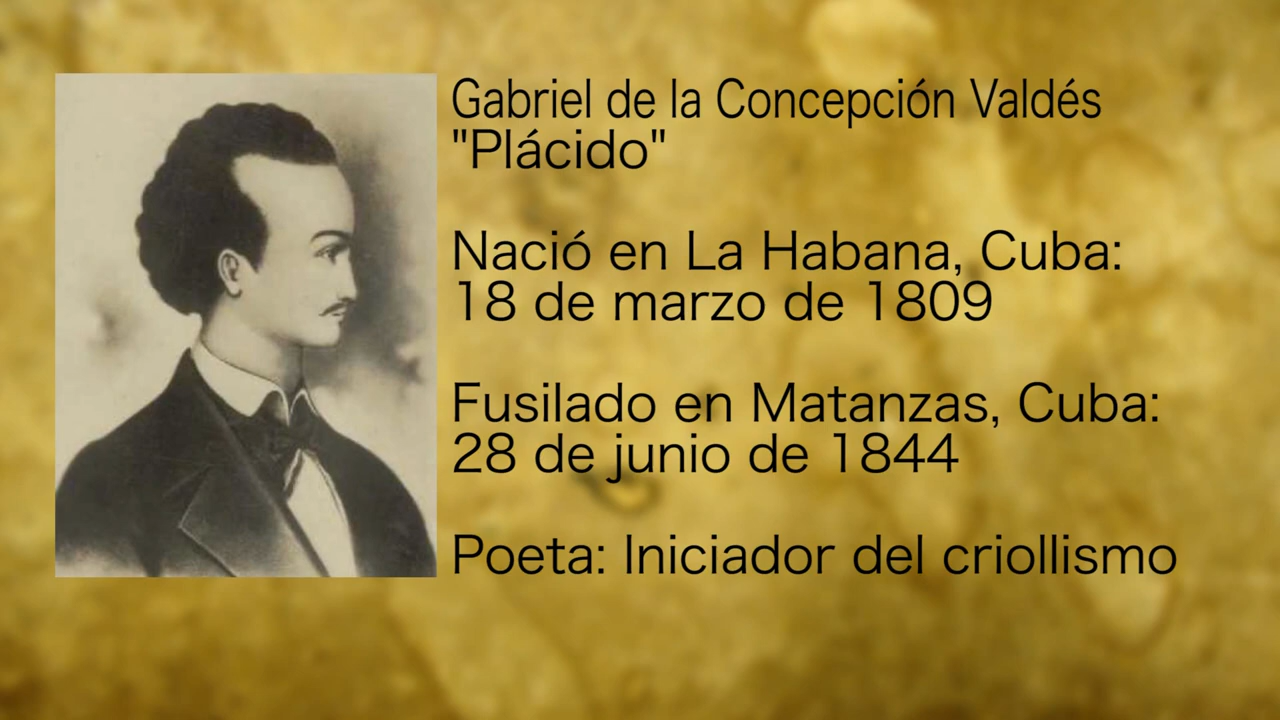 Gabriel de la Concepción Valdés
"Plácido"
Nació en La Habana, Cuba:
18 de marzo de 1809
Fusilado en Matanzas, Cuba:
28 de junio de 1844
Poeta: Iniciador del criollismo